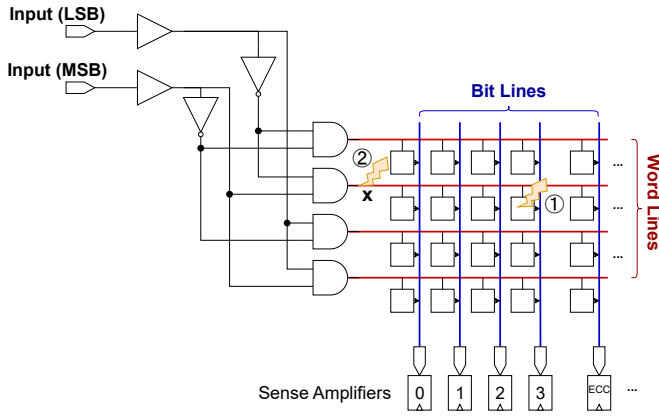 Input (LSB)
Input (MSB)
Bit Lines
②
x
①
...
...
...
...
Word Lines
Sense Amplifiers
0
1
2
3
ECC
...